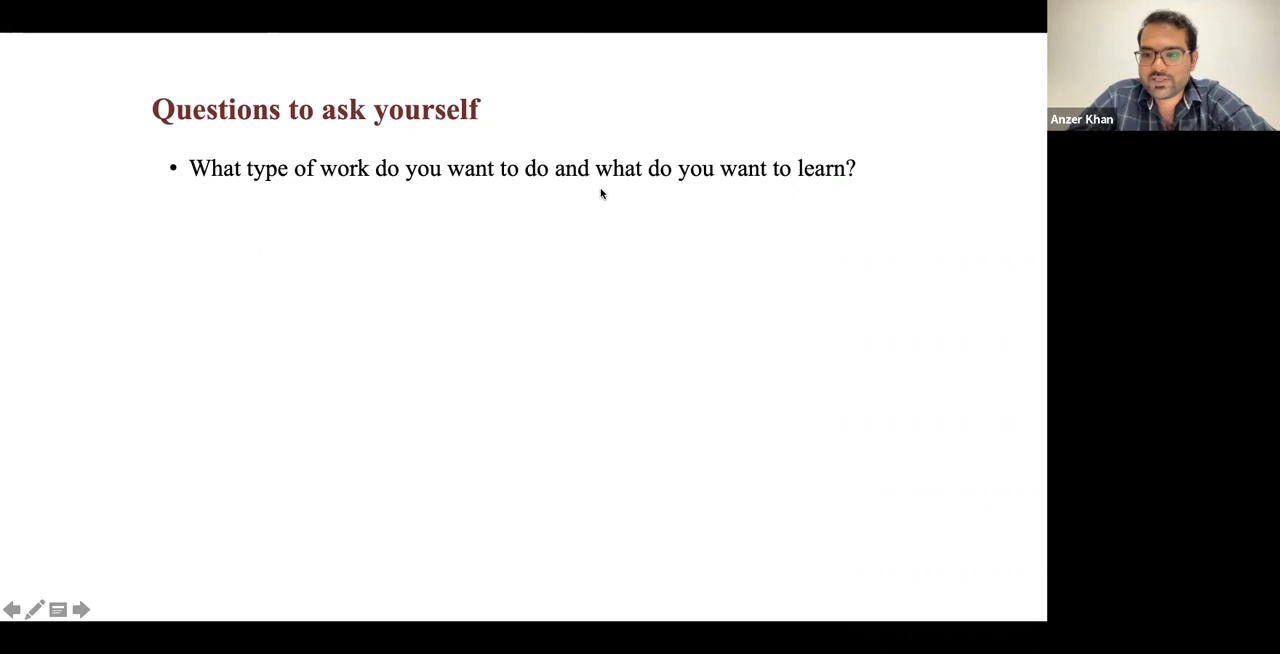 Questions to ask yourself
• What type of work do you want to do and what do you want to learn?
Anzer Khan